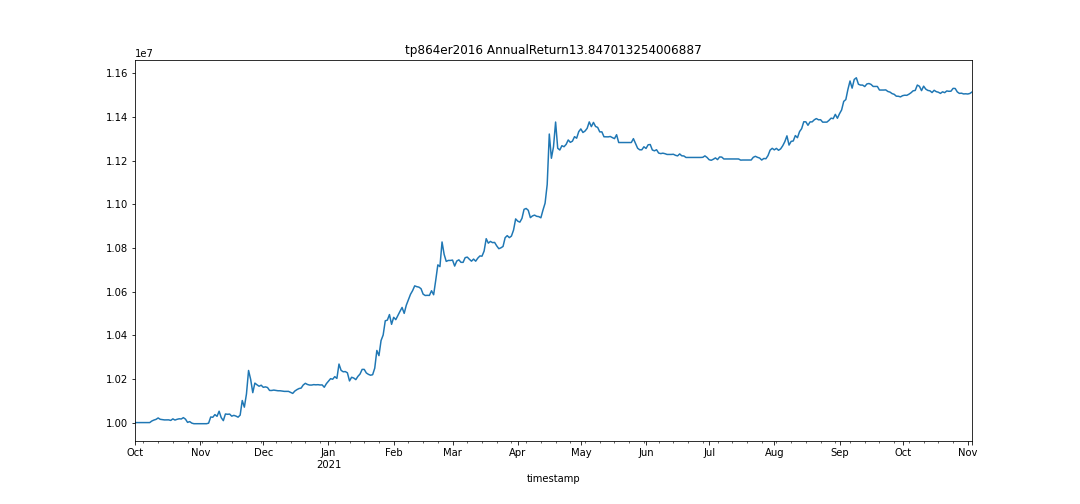 tp864er2016 AnnualReturn13.847013254006887
1e7
1.16
1.14
1.12
1.10
1.08
1.06
1.04
1.02
1.00
Oct Nov Dec Jan Feb Mar Apr May Jun Jul Aug Sep Oct Nov
2021
timestamp